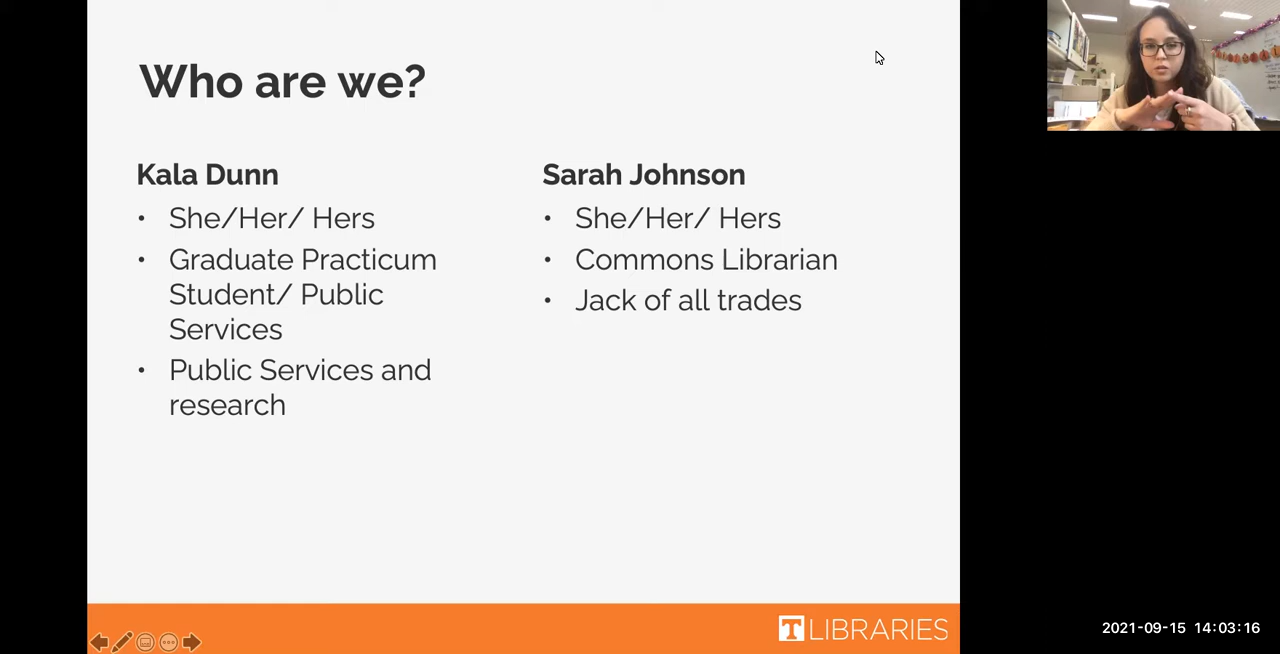 Who are we?
Kala Dunn
• She/Her/ Hers
• Graduate Practicum
Student/ Public
Services
• Public Services and
research
Sarah Johnson
• She/Her/ Hers
• Commons Librarian
• Jack of all trades
T LIBRARIES
2021-09-15 14:03:16